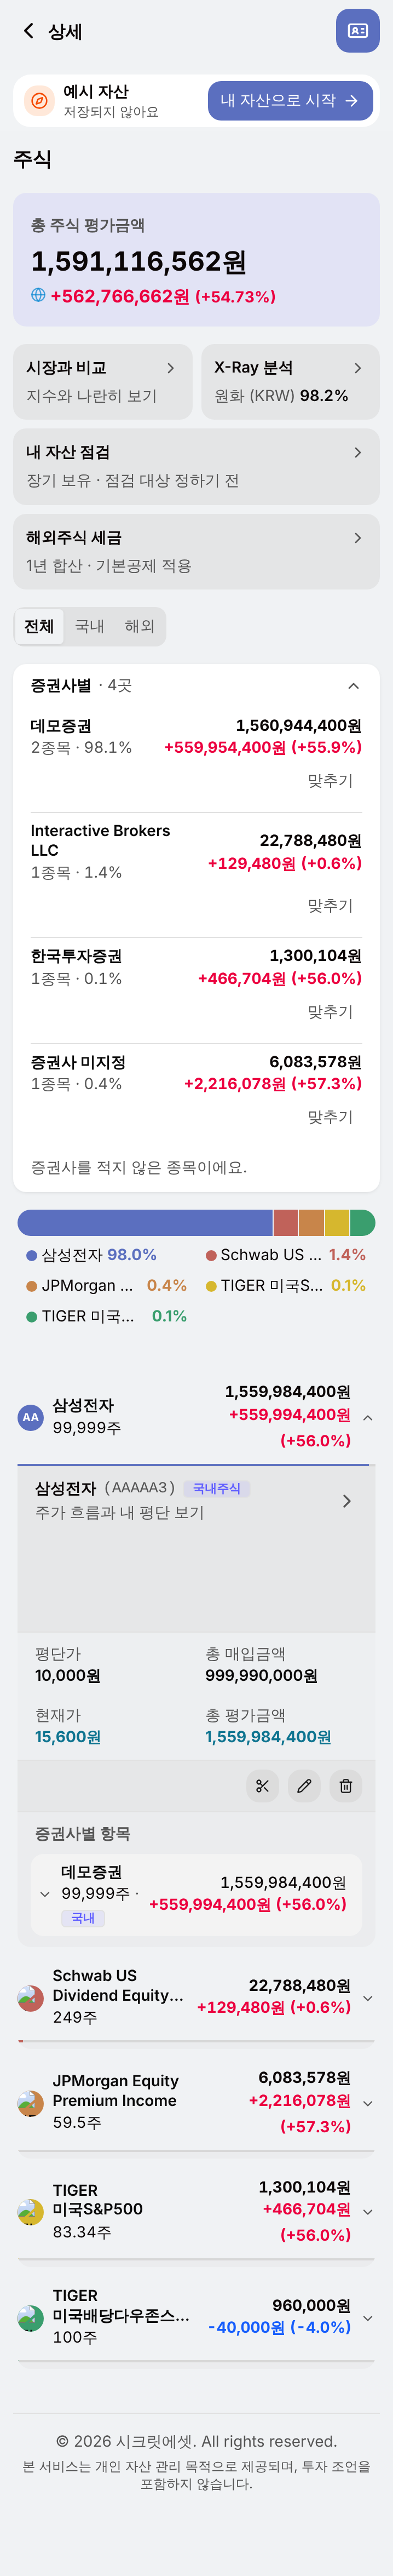 상세
예시 자산
저장되지 않아요
내 자산으로 시작
주식
총 주식 평가금액
1,591,116,562원
+562,766,662원 (+54.73%)
시장과 비교
지수와 나란히 보기
X-Ray 분석
원화 (KRW) 98.2%
내 자산 점검
장기 보유 · 점검 대상 정하기 전
해외주식 세금
1년 합산 · 기본공제 적용
전체 국내 해외
증권사별 · 4곳
데모증권 1,560,944,400원
2종목 · 98.1% +559,954,400원 (+55.9%)
맞추기
Interactive Brokers
LLC
22,788,480원
1종목 · 1.4% +129,480원 (+0.6%)
맞추기
한국투자증권 1,300,104원
1종목 · 0.1% +466,704원 (+56.0%)
맞추기
증권사 미지정 6,083,578원
1종목 · 0.4% +2,216,078원 (+57.3%)
맞추기
증권사를 적지 않은 종목이에요.
삼성전자 98.0% Schwab US ... 1.4%
JPMorgan ... 0.4% TIGER 미국S... 0.1%
TIGER 미국... 0.1%
AA
삼성전자
99,999주
1,559,984,400원
+559,994,400원
(+56.0%)
삼성전자 (AAAAA3) 국내주식
주가 흐름과 내 평단 보기
평단가 총 매입금액
10,000원 999,990,000원
현재가 총 평가금액
15,600원 1,559,984,400원
증권사별 항목
데모증권
99,999주 ·
국내
1,559,984,400원
+559,994,400원 (+56.0%)
Schwab US
Dividend Equity...
249주
22,788,480원
+129,480원 (+0.6%)
JPMorgan Equity
Premium Income
59.5주
6,083,578원
+2,216,078원
(+57.3%)
TIGER
미국S&P500
83.34주
1,300,104원
+466,704원
(+56.0%)
TIGER
미국배당다우존스...
100주
960,000원
-40,000원 (-4.0%)
© 2026 시크릿에셋. All rights reserved.
본 서비스는 개인 자산 관리 목적으로 제공되며, 투자 조언을
포함하지 않습니다.